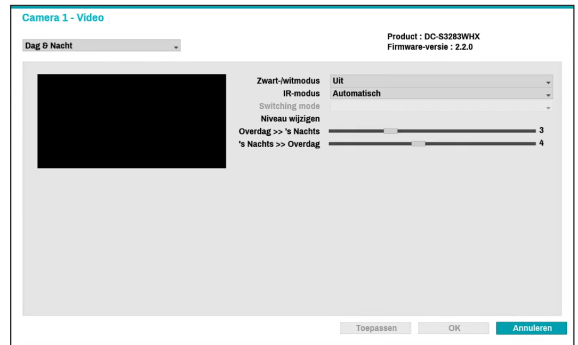 Camera 1 - Video
Dag & Nacht
Product : DC-S3283WHX
Firmware-versie : 2.2.0
Zwart-/witmodus Uit
IR-modus Automatisch
Switching mode
Niveau wijzigen
Overdag >> 's Nachts 3
's Nachts >> Overdag 4
Toepassen OK Annuleren